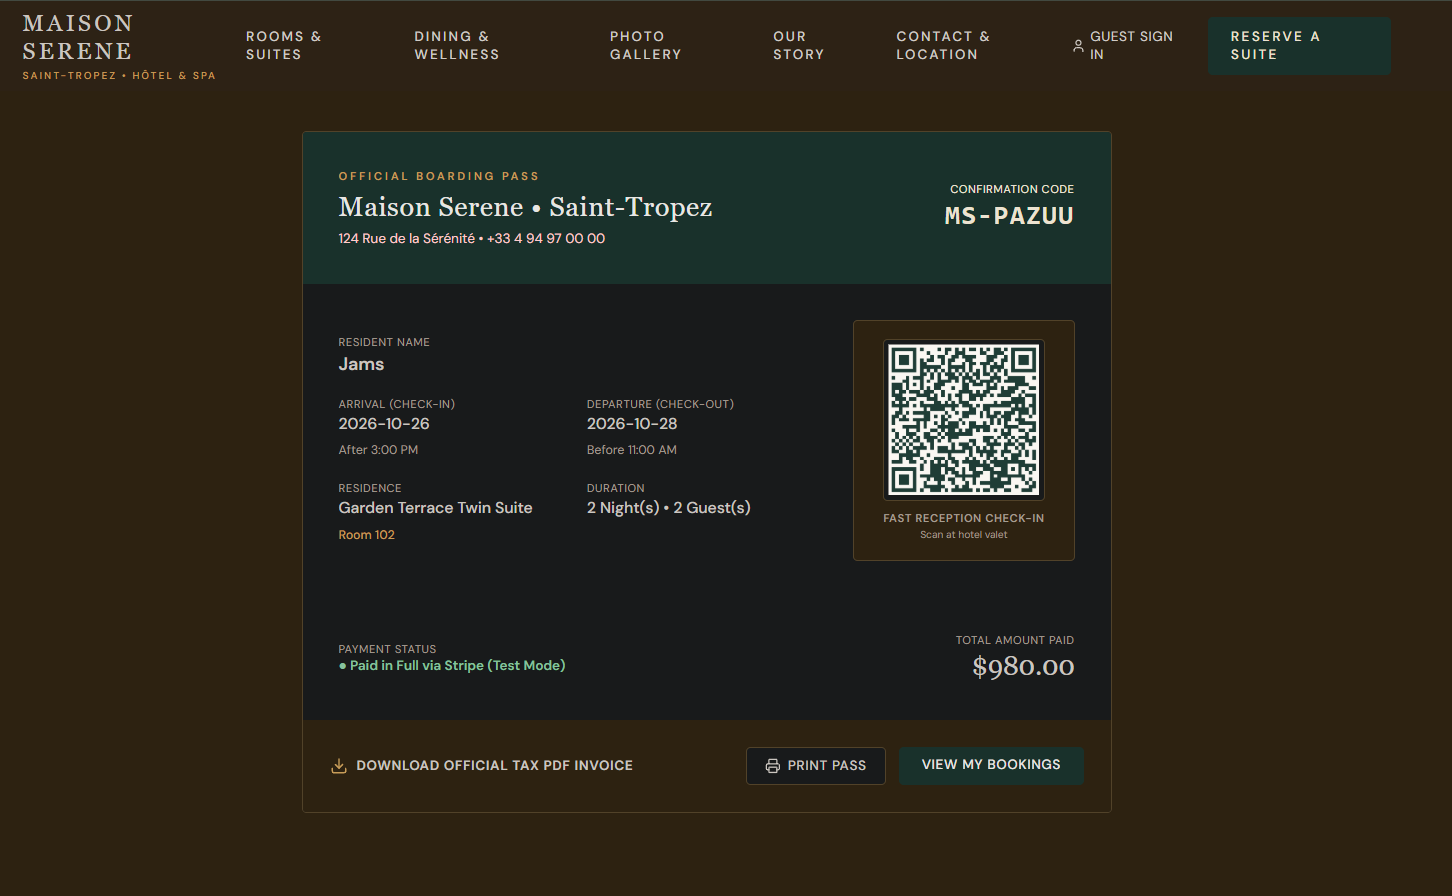 MAISON
SERENE
SAINT-TROPEZ • HÔTEL & SPA
ROOMS &
SUITES
DINING &
WELLNESS
PHOTO
GALLERY
OUR
STORY
CONTACT &
LOCATION
GUEST SIGN
IN
RESERVE A
SUITE
OFFICIAL BOARDING PASS
Maison Serene • Saint-Tropez
124 Rue de la Sérénité • +33 4 94 97 00 00
CONFIRMATION CODE
MS-PAZUU
RESIDENT NAME
Jams
ARRIVAL (CHECK-IN)
2026-10-26
After 3:00 PM
DEPARTURE (CHECK-OUT)
2026-10-28
Before 11:00 AM
RESIDENCE
Garden Terrace Twin Suite
Room 102
DURATION
2 Night(s) • 2 Guest(s)
FAST RECEPTION CHECK-IN
Scan at hotel valet
PAYMENT STATUS
● Paid in Full via Stripe (Test Mode)
TOTAL AMOUNT PAID
$980.00
DOWNLOAD OFFICIAL TAX PDF INVOICE
PRINT PASS
VIEW MY BOOKINGS